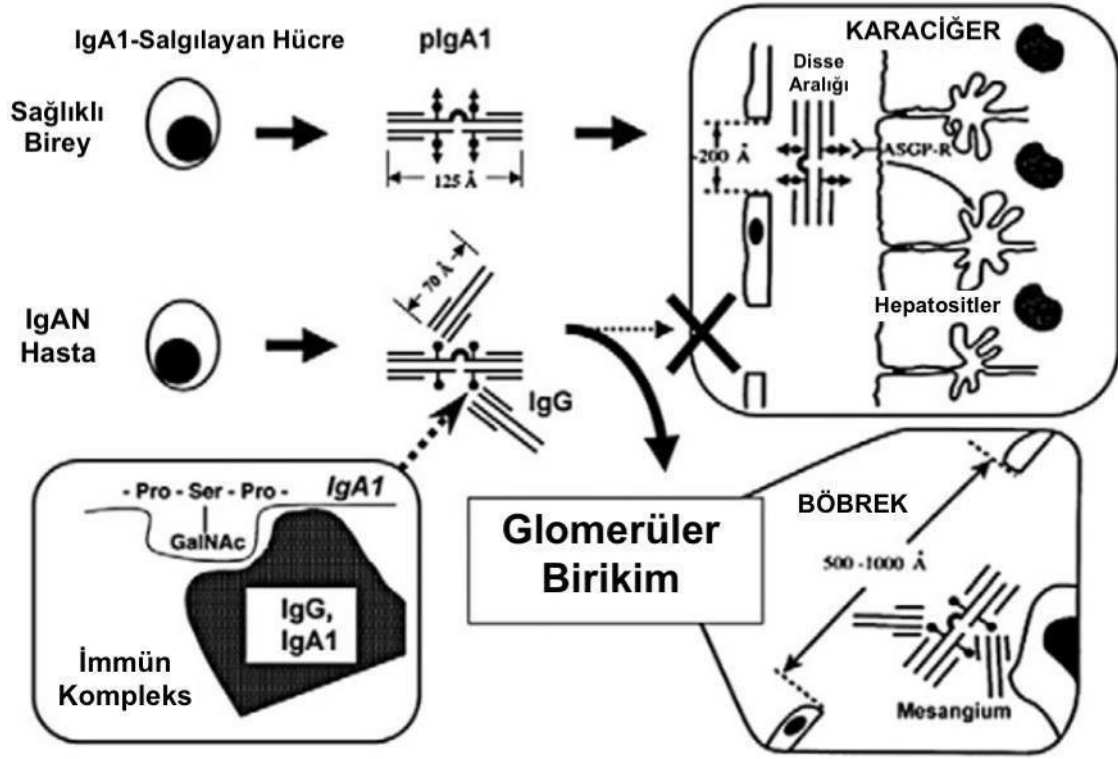 IgA1-Salgılayan Hücre
pIgA1
KARACİĞER
Disse
Aralığı
Sağlıklı
Birey
125 Å
~200 Å
ASGP-R
70 Å
IgAN
Hasta
IgG
Hepatositler
- Pro - Ser - Pro - IgA1
GalNAc
IgG,
IgA1
İmmün
Kompleks
Glomerüler
Birikim
BÖBREK
500 -1000 Å
Mesangium